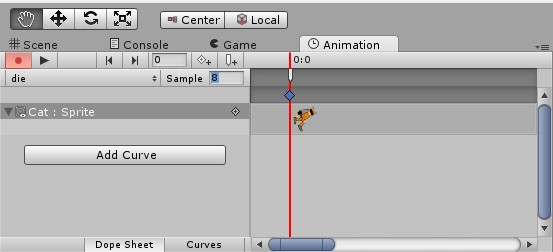 Center Local
Scene Console Game Animation
0 0:0
die Sample 8
Cat : Sprite
Add Curve
Dope Sheet Curves